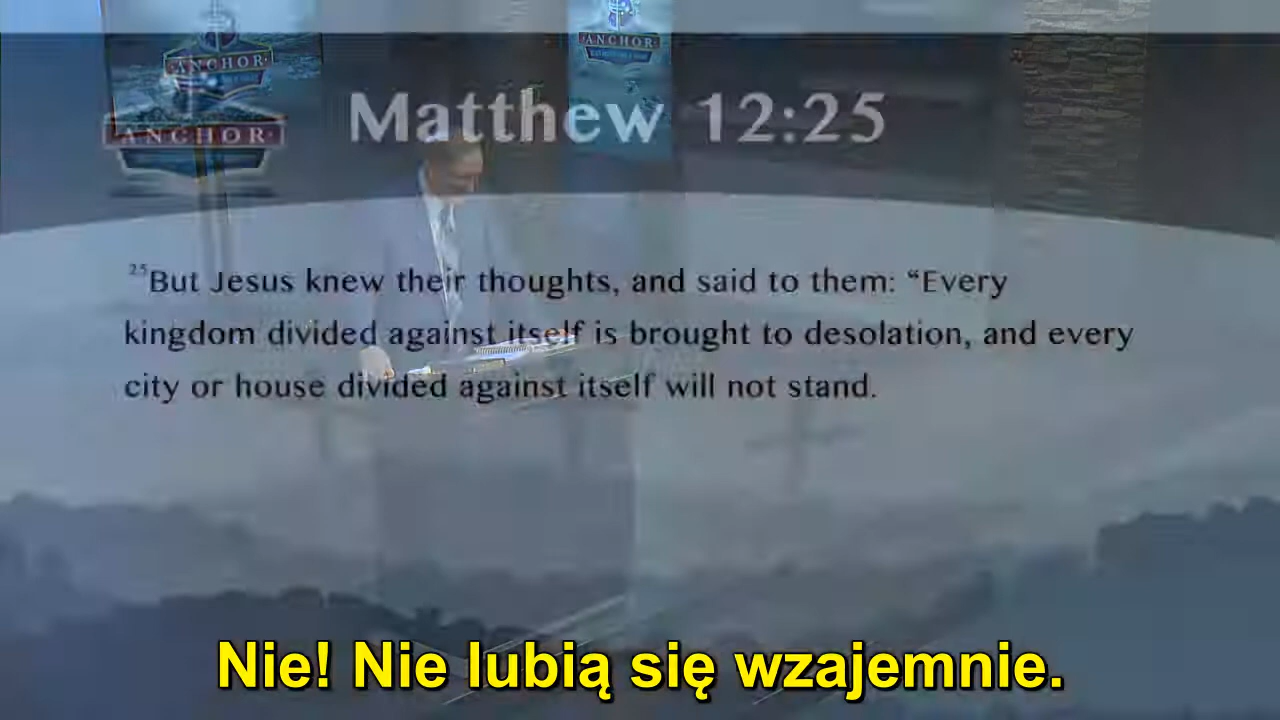 ANCHOR
ANCHOR
ANCHOR
Matthew 12:25
25But Jesus knew their thoughts, and said to them: “Every
kingdom divided against itself is brought to desolation, and every
city or house divided against itself will not stand.
Nie! Nie lubią się wzajemnie.